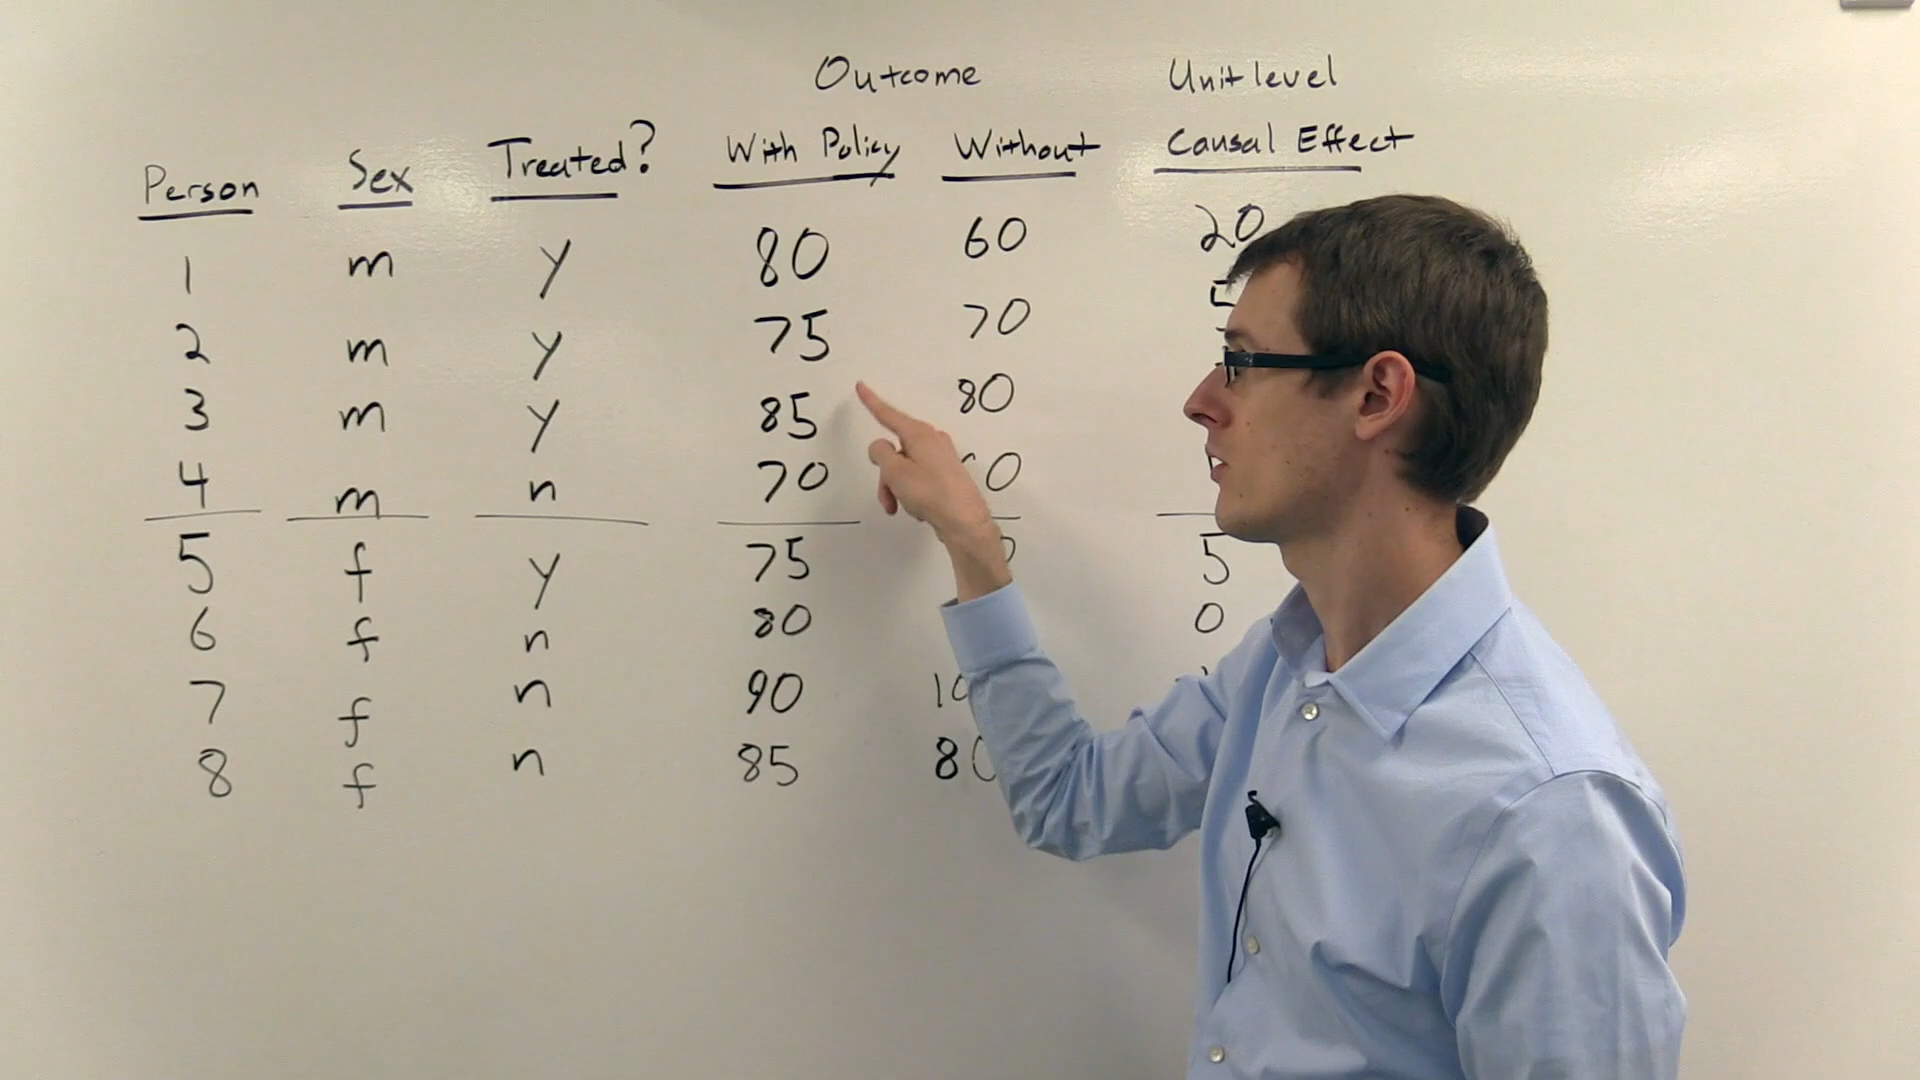 Outcome Unit level
Person Sex Treated? With Policy Without Causal Effect
1 m y 80 60 20
2 m y 75 70
3 m y 85 80
4 m n 70
5 f y 75 5
6 f n 80 0
7 f n 90
8 f n 85 80